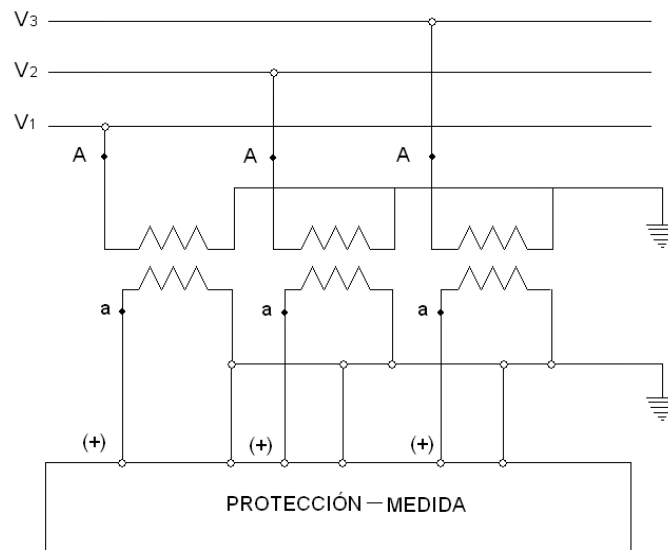 V3
V2
V1
A A A
a a a
(+) (+) (+)
PROTECCIÓN — MEDIDA